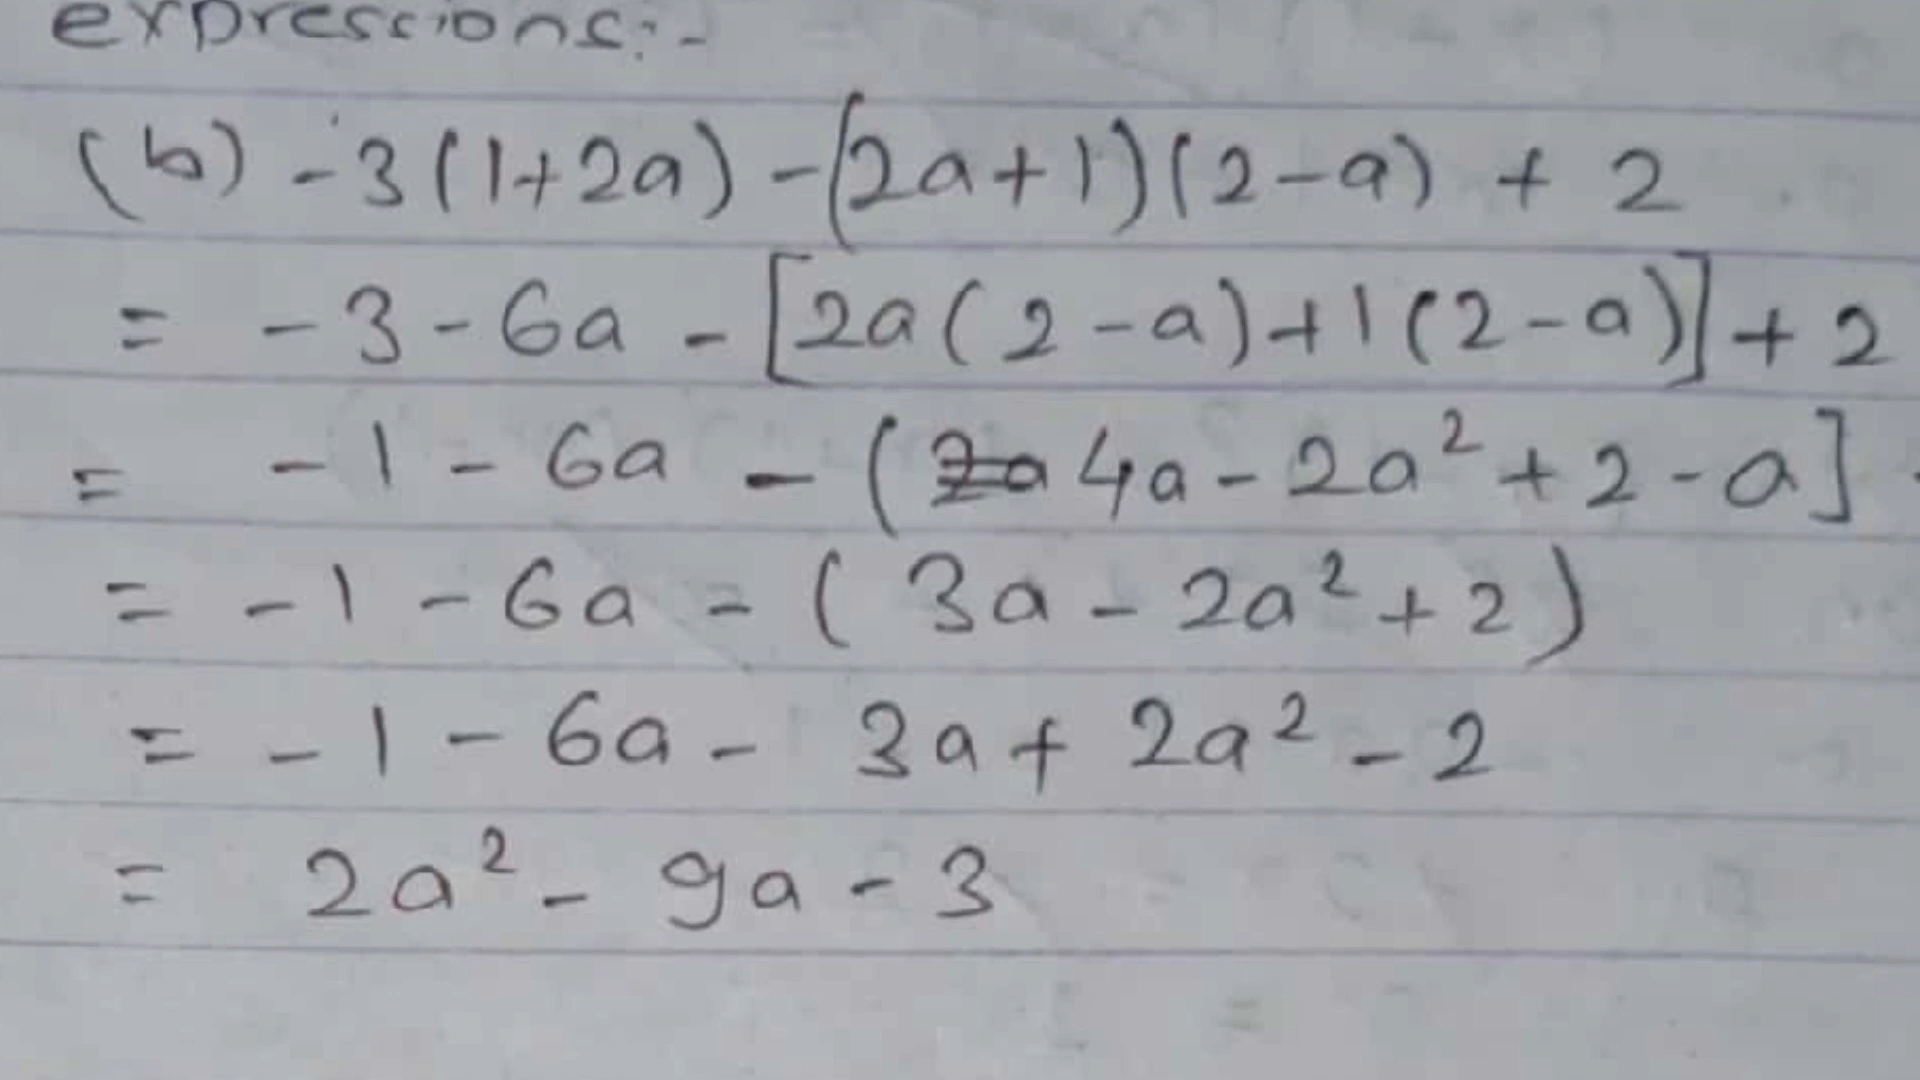 expressions:-
(b) -3(1+2a) -(2a+1)(2-a) + 2
= -3-6a -[2a(2-a)+1(2-a)]+2
= -1-6a -(2a 4a-2a²+2-a]
= -1-6a -(3a-2a²+2)
= -1-6a- 3a+2a²-2
= 2a²-9a-3